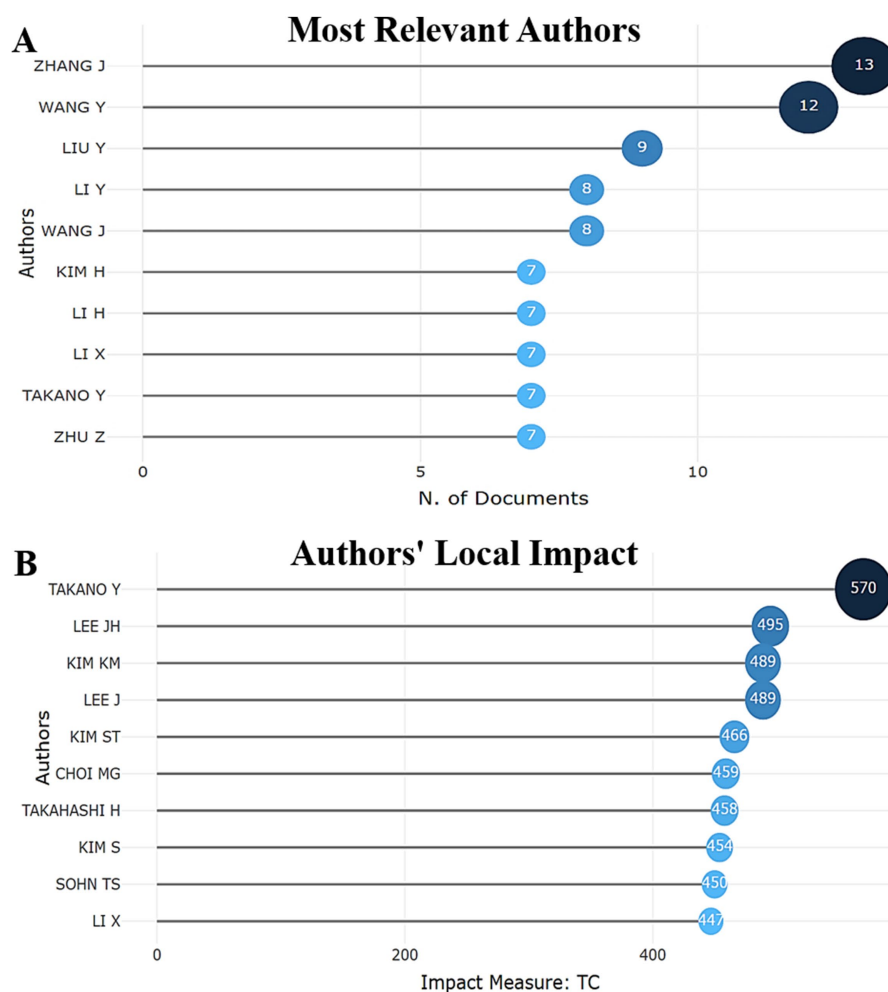 A
Most Relevant Authors
ZHANG J
13
WANG Y
12
LIU Y
9
LI Y
8
WANG J
8
KIM H
7
LI H
7
LI X
7
TAKANO Y
7
ZHU Z
7
Authors
0 5 10
N. of Documents
B
Authors' Local Impact
TAKANO Y
570
LEE JH
495
KIM KM
489
LEE J
489
KIM ST
466
CHOI MG
459
TAKAHASHI H
458
KIM S
454
SOHN TS
450
LI X
447
Authors
0 200 400
Impact Measure: TC